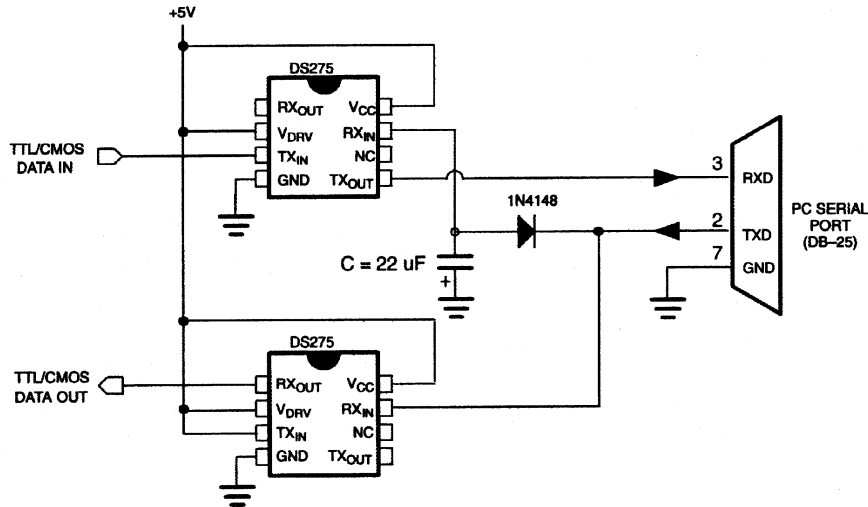 +5V
DS275
RXOUT
VDRV
TXIN
GND
VCC
RXIN
NC
TXOUT
TTL/CMOS
DATA IN
1N4148
C = 22 uF
+
3
2
7
RXD
TXD
GND
PC SERIAL
PORT
(DB–25)
DS275
RXOUT
VDRV
TXIN
GND
VCC
RXIN
NC
TXOUT
TTL/CMOS
DATA OUT